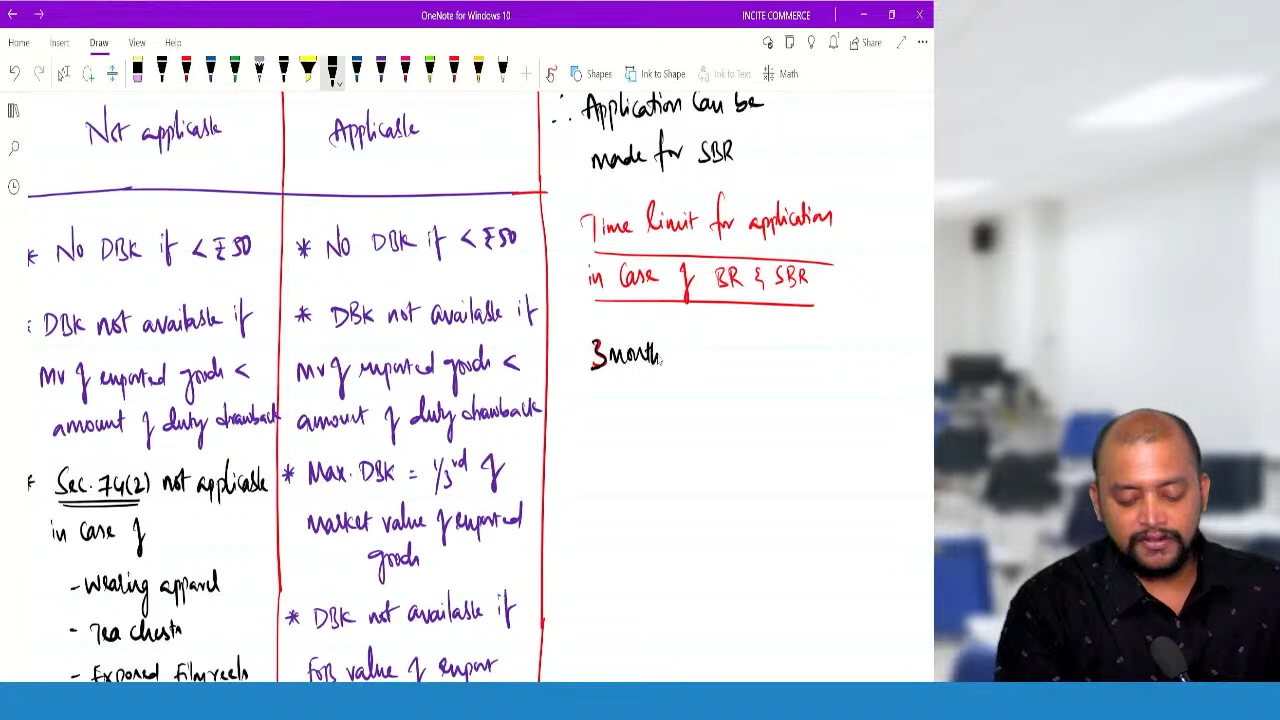 OneNote for Windows 10
INCITE COMMERCE
Home Insert Draw View Help
Share
Shapes
Ink to Shape
Ink to Text
Math
Not applicable
Applicable
* No DBK if < ₹50
DBK not available if
MV of exported goods <
amount of duty drawback
* Sec. 74(2) not applicable
in case of
- Wearing apparel
- Tea chests
- Exposed film reels
* No DBK if < ₹50
* DBK not available if
MV of exported goods <
amount of duty drawback
* Max. DBK = 1/3rd of
market value of exported
goods
* DBK not available if
FOB value of export
∴ Application can be
made for SBR
Time limit for application
in case of BR & SBR
3 month